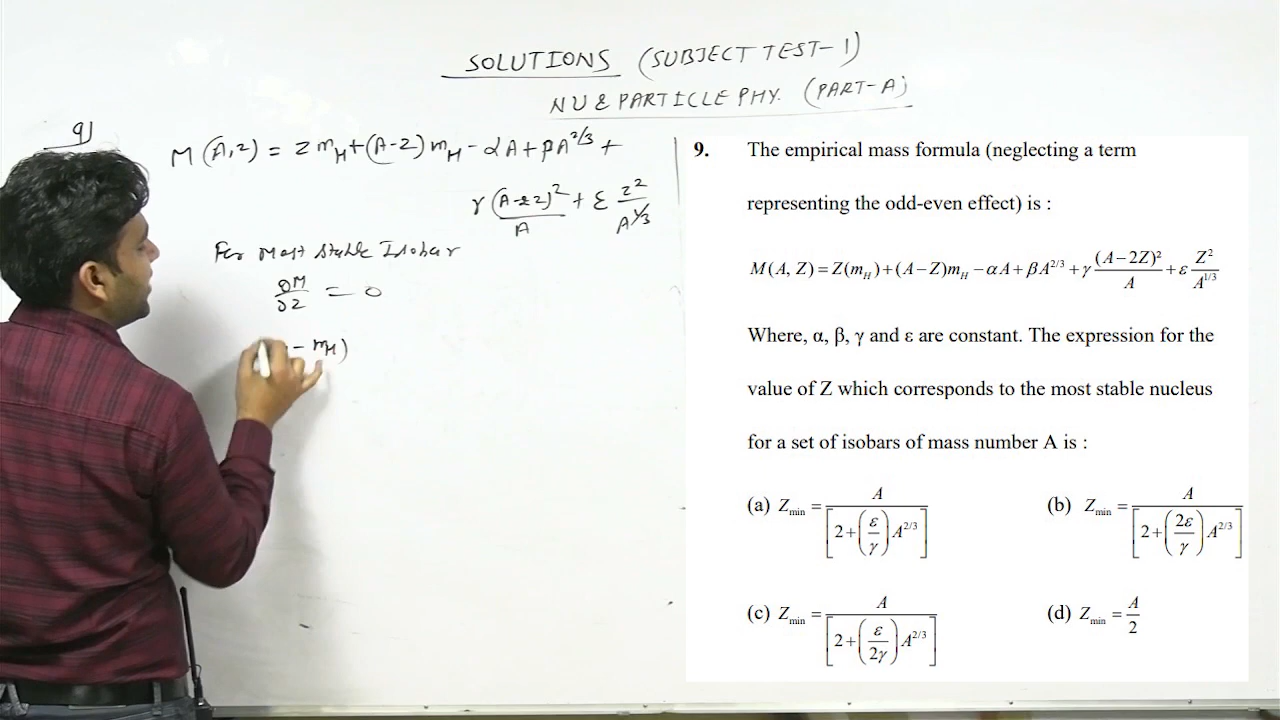 SOLUTIONS (SUBJECT TEST-1)
NU & PARTICLE PHY. (PART-A)
9)
M(A,Z) = Z m_H + (A-Z) m_H - αA + βA^{2/3} +
γ (A-2Z)^2/A + ε Z^2/A^{1/3}
For Most Stable Isobar
∂M/∂Z = 0
- m_H)
9. The empirical mass formula (neglecting a term
representing the odd-even effect) is :
M(A, Z) = Z(m_H) + (A−Z)m_H − αA + βA^{2/3} + γ (A−2Z)²/A + ε Z²/A^{1/3}
Where, α, β, γ and ε are constant. The expression for the
value of Z which corresponds to the most stable nucleus
for a set of isobars of mass number A is :
(a) Z_min = A/[2+(ε/γ)A^{2/3}] (b) Z_min = A/[2+(2ε/γ)A^{2/3}]
(c) Z_min = A/[2+(ε/2γ)A^{2/3}] (d) Z_min = A/2